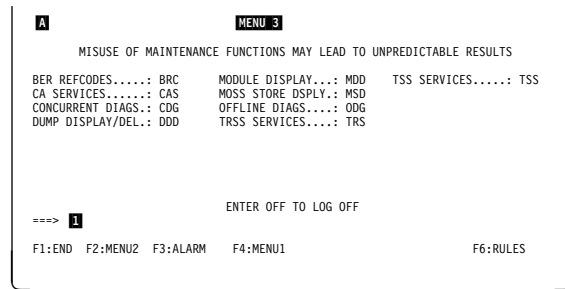 A MENU 3
MISUSE OF MAINTENANCE FUNCTIONS MAY LEAD TO UNPREDICTABLE RESULTS
BER REFCODES.....: BRC MODULE DISPLAY...: MDD TSS SERVICES.....: TSS
CA SERVICES......: CAS MOSS STORE DSPLY.: MSD
CONCURRENT DIAGS.: CDG OFFLINE DIAGS....: ODG
DUMP DISPLAY/DEL.: DDD TRSS SERVICES....: TRS
ENTER OFF TO LOG OFF
===> 1
F1:END F2:MENU2 F3:ALARM F4:MENU1 F6:RULES